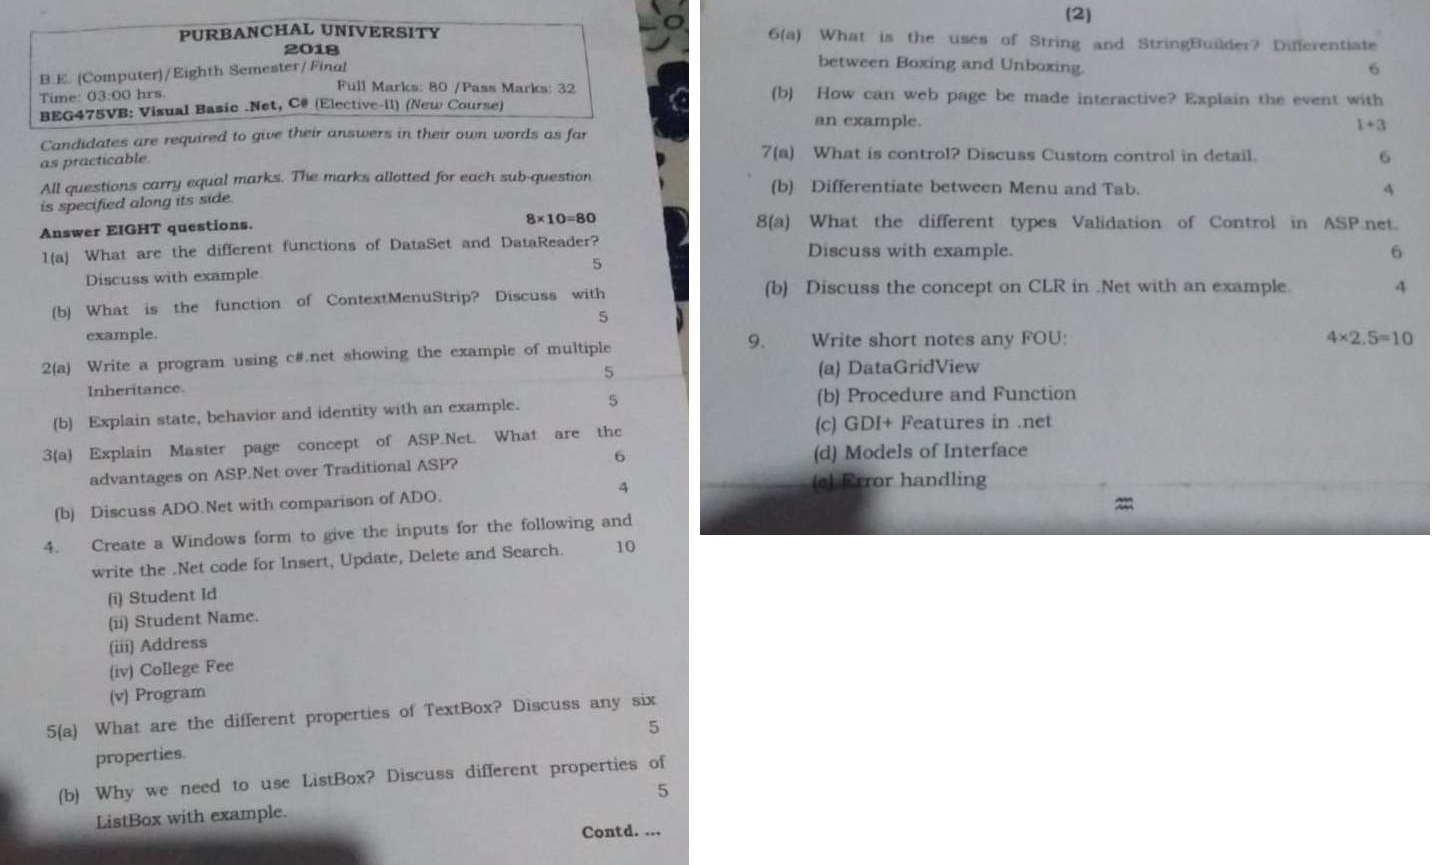 PURBANCHAL UNIVERSITY
2018
B.E. (Computer)/Eighth Semester/Final
Time: 03:00 hrs. Full Marks: 80 /Pass Marks: 32
BEG475VB: Visual Basic .Net, C# (Elective-II) (New Course)
Candidates are required to give their answers in their own words as far
as practicable.
All questions carry equal marks. The marks allotted for each sub-question
is specified along its side.
Answer EIGHT questions. 8×10=80
1(a) What are the different functions of DataSet and DataReader?
Discuss with example. 5
(b) What is the function of ContextMenuStrip? Discuss with
example. 5
2(a) Write a program using c#.net showing the example of multiple
Inheritance. 5
(b) Explain state, behavior and identity with an example. 5
3(a) Explain Master page concept of ASP.Net. What are the
advantages on ASP.Net over Traditional ASP? 6
(b) Discuss ADO.Net with comparison of ADO. 4
4. Create a Windows form to give the inputs for the following and
write the .Net code for Insert, Update, Delete and Search. 10
(i) Student Id
(ii) Student Name.
(iii) Address
(iv) College Fee
(v) Program
5(a) What are the different properties of TextBox? Discuss any six
properties. 5
(b) Why we need to use ListBox? Discuss different properties of
ListBox with example. 5
Contd. ...
(2)
6(a) What is the uses of String and StringBuilder? Differentiate
between Boxing and Unboxing. 6
(b) How can web page be made interactive? Explain the event with
an example. 1+3
7(a) What is control? Discuss Custom control in detail. 6
(b) Differentiate between Menu and Tab. 4
8(a) What the different types Validation of Control in ASP.net.
Discuss with example. 6
(b) Discuss the concept on CLR in .Net with an example. 4
9. Write short notes any FOU: 4×2.5=10
(a) DataGridView
(b) Procedure and Function
(c) GDI+ Features in .net
(d) Models of Interface
(e) Error handling